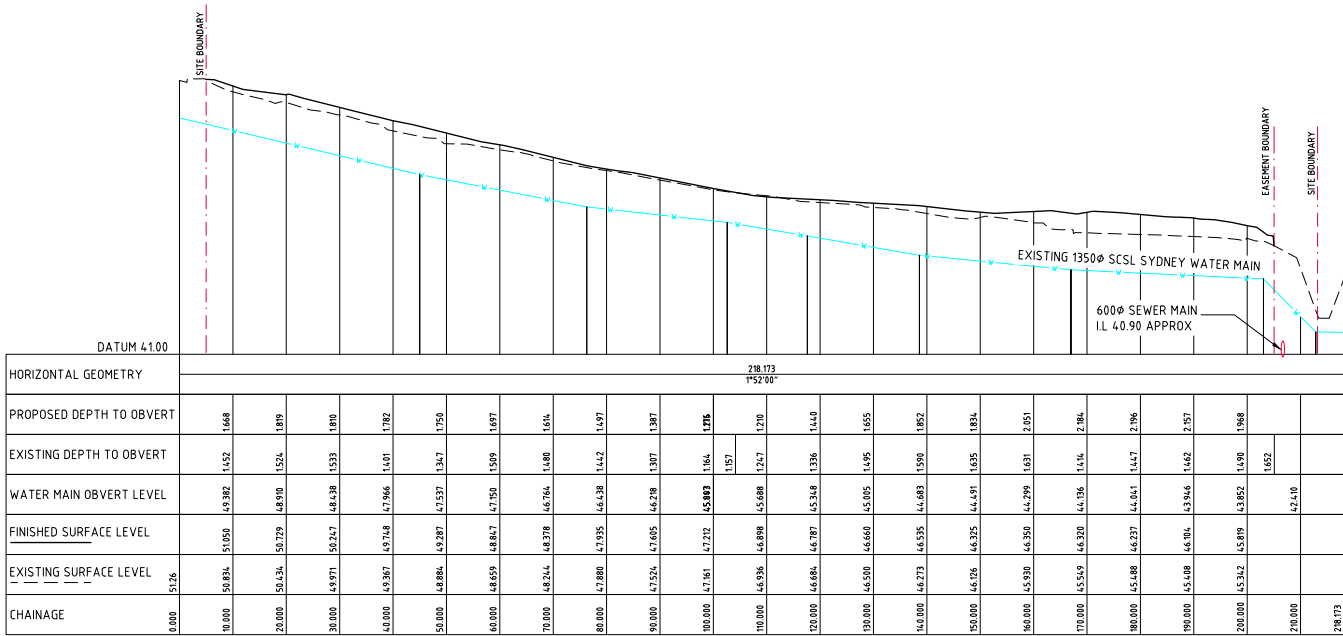 SITE BOUNDARY
EASEMENT BOUNDARY
SITE BOUNDARY
W W W W W W W W W W W W W W W W W W
EXISTING 1350Ø SCSL SYDNEY WATER MAIN
600Ø SEWER MAIN
I.L 40.90 APPROX
DATUM 41.00
HORIZONTAL GEOMETRY 218.173
1°52'00"
PROPOSED DEPTH TO OBVERT 1.668 1.819 1.810 1.782 1.750 1.697 1.614 1.497 1.387 1.210 1.440 1.655 1.852 1.834 2.051 2.184 2.196 2.157 1.968
EXISTING DEPTH TO OBVERT 1.452 1.524 1.533 1.401 1.347 1.509 1.480 1.442 1.307 1.164 1.157 1.247 1.336 1.495 1.590 1.635 1.631 1.414 1.447 1.462 1.490 1.652
WATER MAIN OBVERT LEVEL 49.382 48.910 48.438 47.966 47.537 47.150 46.764 46.438 46.218 45.688 45.348 45.005 44.683 44.491 44.299 44.136 44.041 43.946 43.852 42.410
FINISHED SURFACE LEVEL 51.050 50.729 50.247 49.748 49.287 48.847 48.378 47.935 47.605 47.212 46.898 46.787 46.660 46.535 46.325 46.350 46.320 46.237 46.104 45.819
EXISTING SURFACE LEVEL 51.26 50.834 50.434 49.971 49.367 48.884 48.659 48.244 47.880 47.524 47.161 46.936 46.684 46.500 46.273 46.126 45.930 45.549 45.488 45.408 45.342
CHAINAGE 0.000 10.000 20.000 30.000 40.000 50.000 60.000 70.000 80.000 90.000 100.000 110.000 120.000 130.000 140.000 150.000 160.000 170.000 180.000 190.000 200.000 210.000